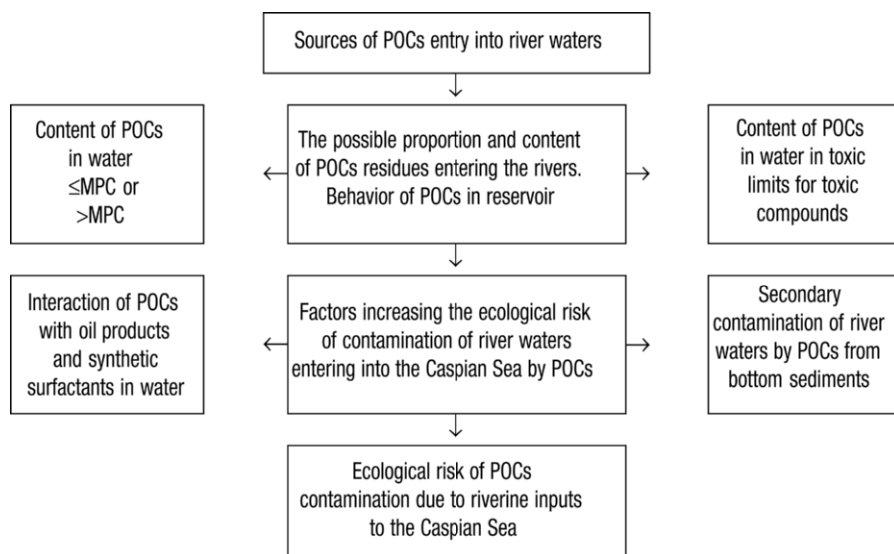 Sources of POCs entry into river waters
Content of POCs
in water
≤MPC or
>MPC
The possible proportion and content
of POCs residues entering the rivers.
Behavior of POCs in reservoir
Content of POCs
in water in toxic
limits for toxic
compounds
Interaction of POCs
with oil products
and synthetic
surfactants in water
Factors increasing the ecological risk
of contamination of river waters
entering into the Caspian Sea by POCs
Secondary
contamination of river
waters by POCs from
bottom sediments
Ecological risk of POCs
contamination due to riverine inputs
to the Caspian Sea